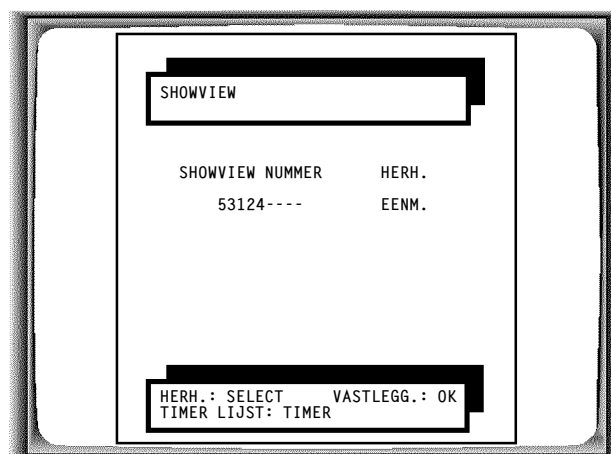 SHOWVIEW
SHOWVIEW NUMMER HERH.
53124---- EENM.
HERH.: SELECT VASTLEGG.: OK
TIMER LIJST: TIMER